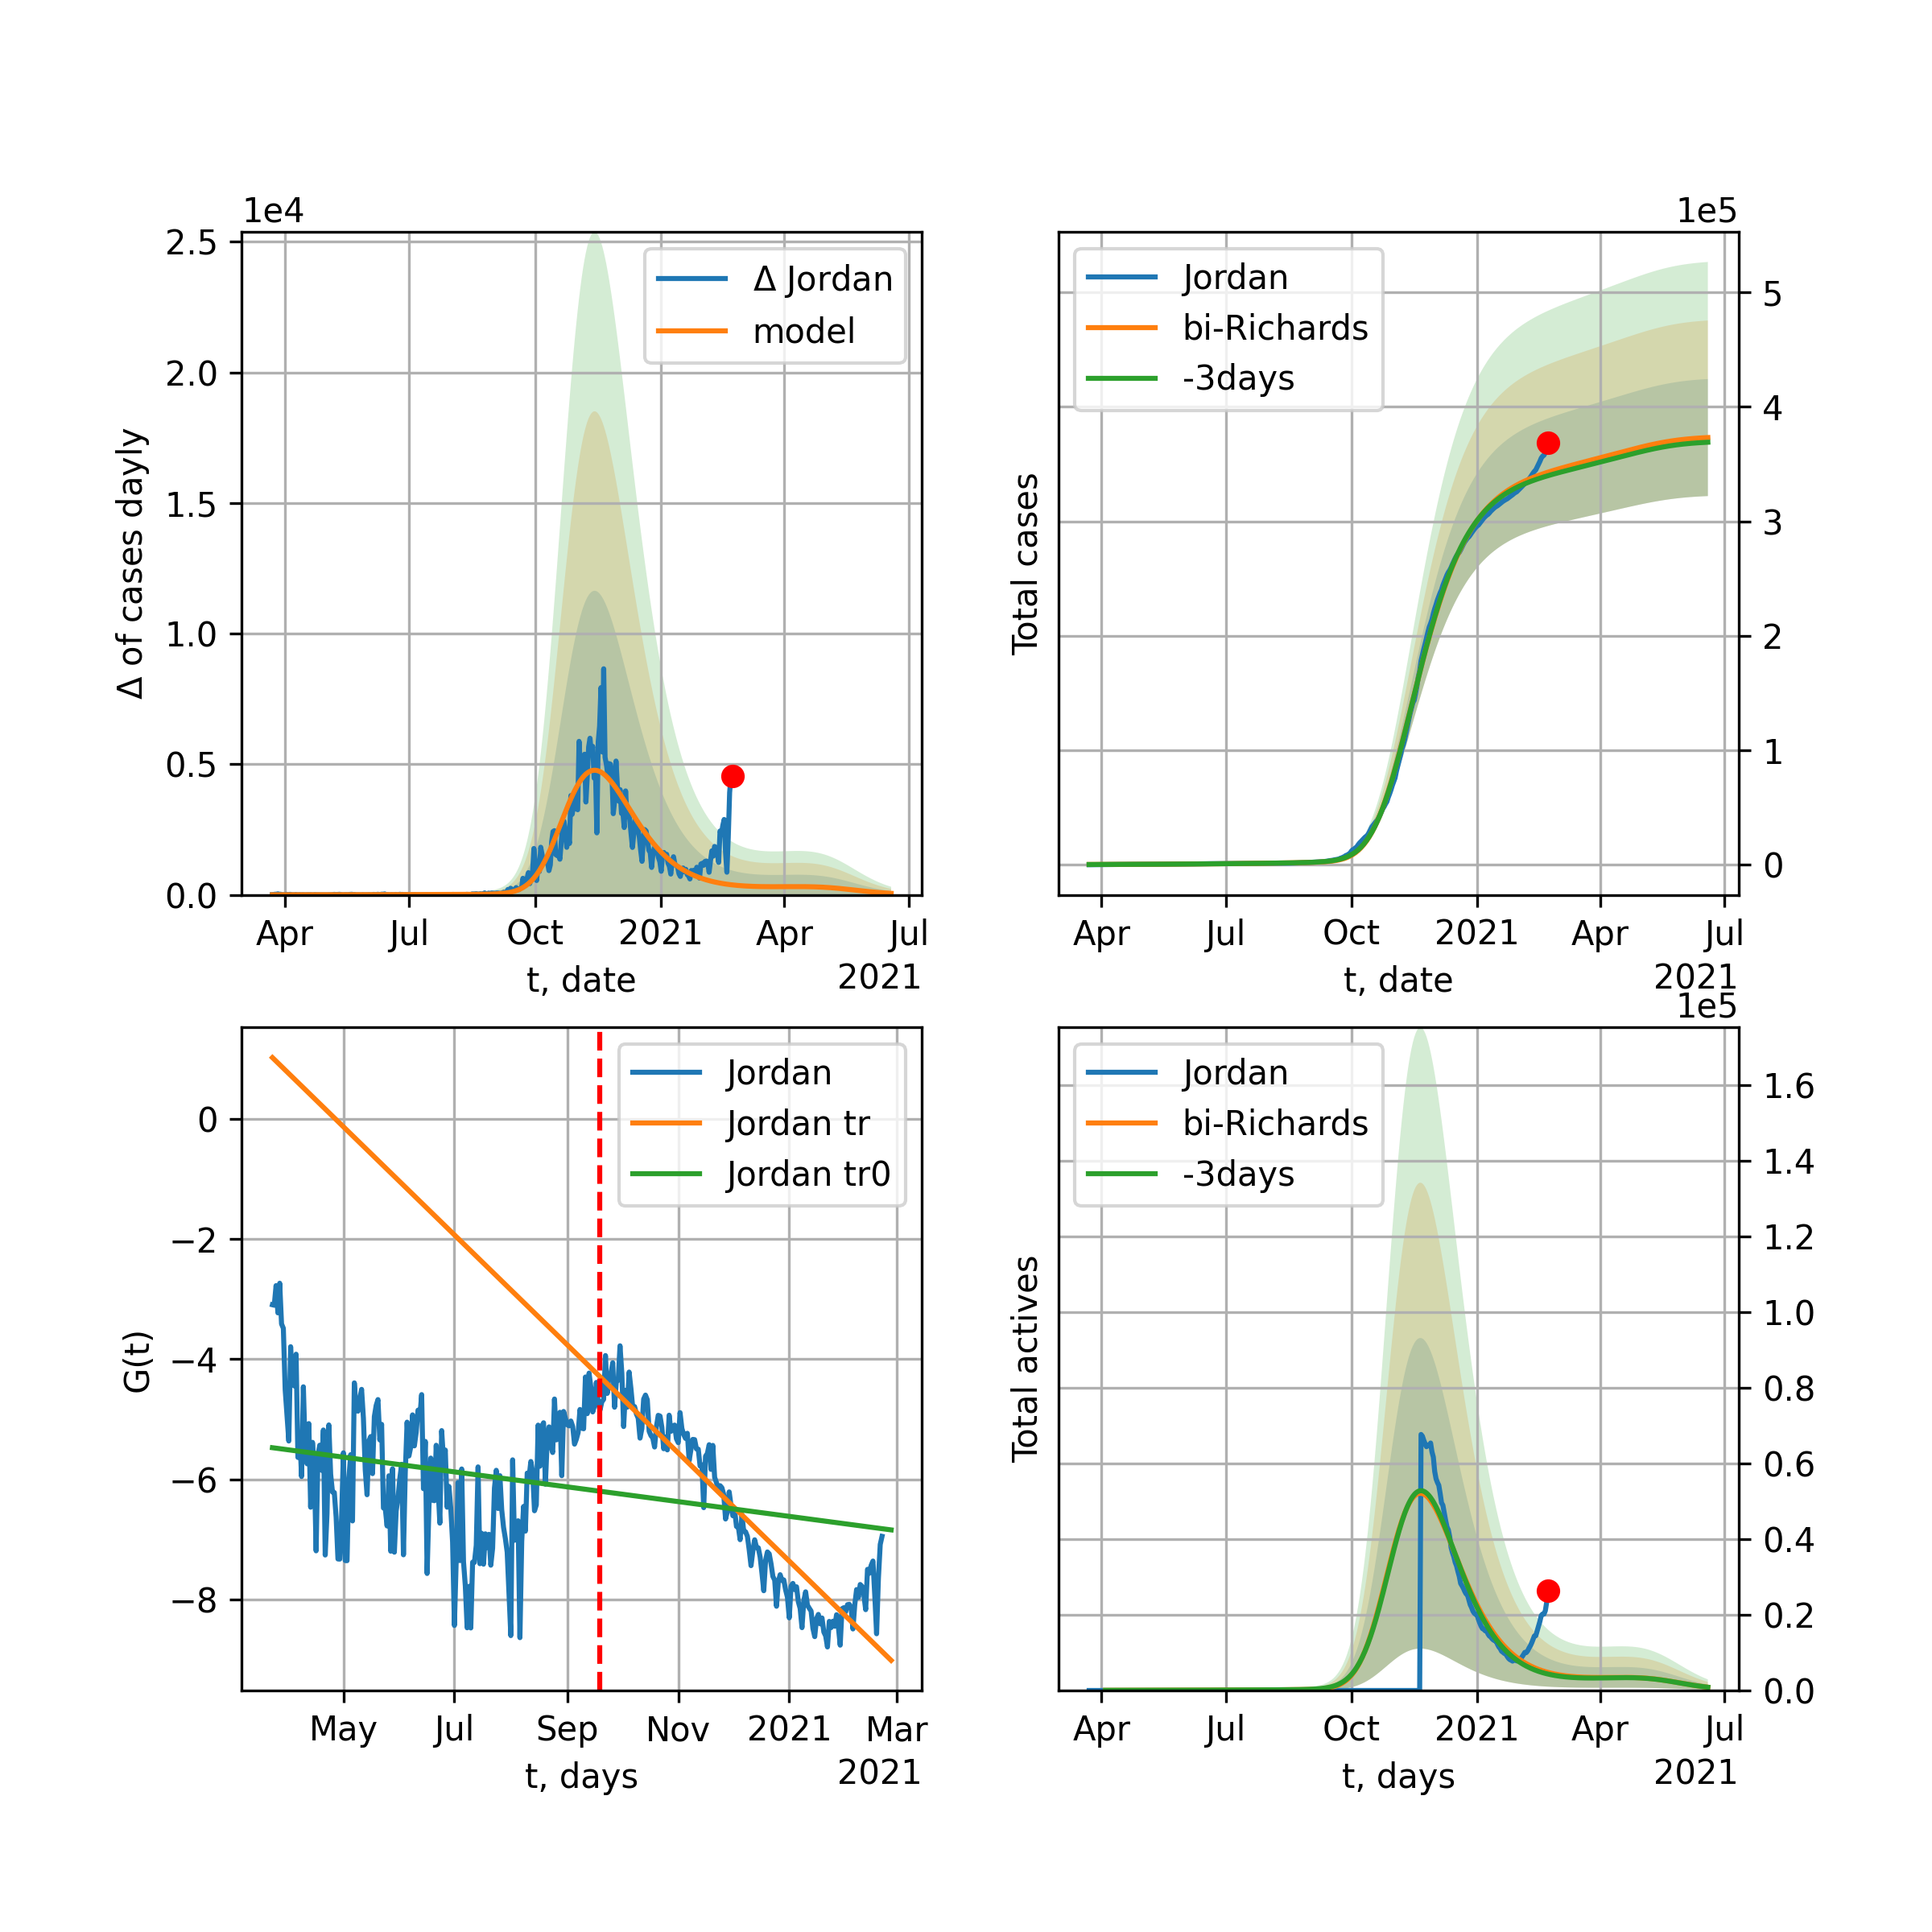 1e4
2.5
2.0
1.5
1.0
0.5
0.0
Δ of cases dayly
Δ Jordan
model
Apr Jul Oct 2021 Apr Jul
t, date
2021
1e5
Total cases
Jordan
bi-Richards
-3days
5
4
3
2
1
0
Apr Jul Oct 2021 Apr Jul
t, date
2021
0
−2
−4
−6
−8
G(t)
Jordan
Jordan tr
Jordan tr0
May Jul Sep Nov 2021 Mar
t, days
2021
1e5
Total actives
Jordan
bi-Richards
-3days
1.6
1.4
1.2
1.0
0.8
0.6
0.4
0.2
0.0
Apr Jul Oct 2021 Apr Jul
t, days
2021